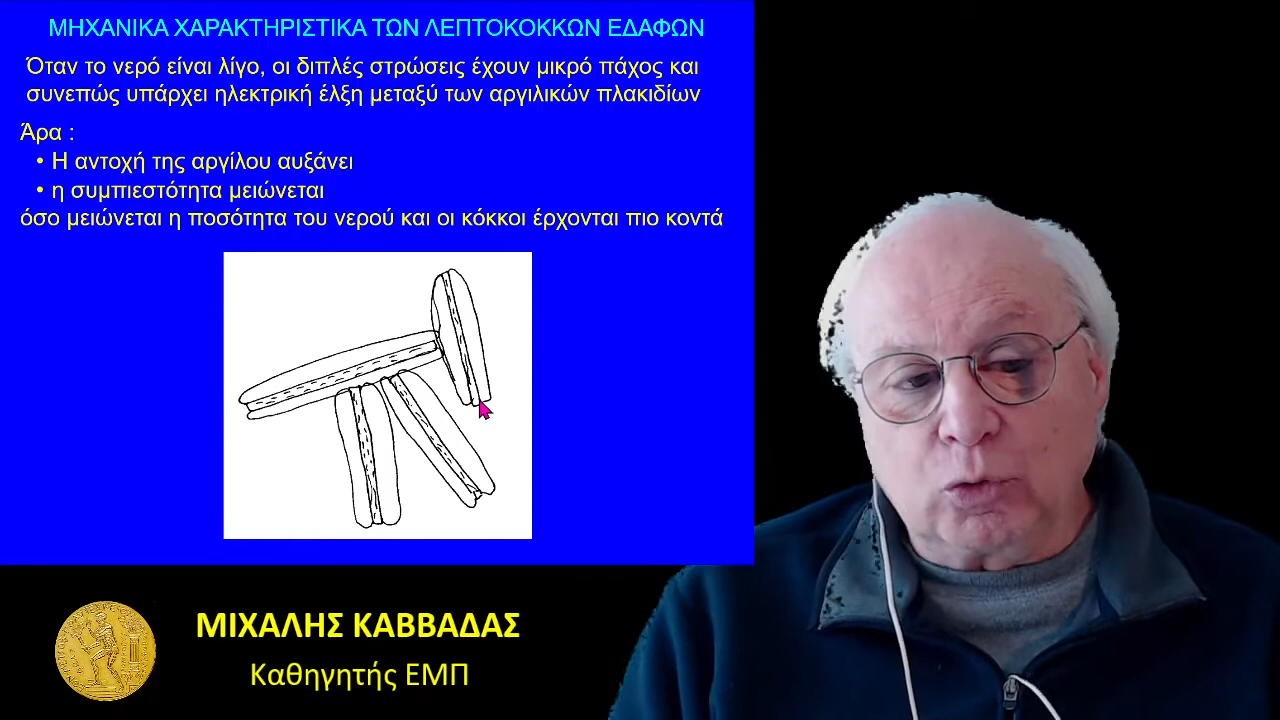 ΜΗΧΑΝΙΚΑ ΧΑΡΑΚΤΗΡΙΣΤΙΚΑ ΤΩΝ ΛΕΠΤΟΚΟΚΚΩΝ ΕΔΑΦΩΝ
Όταν το νερό είναι λίγο, οι διπλές στρώσεις έχουν μικρό πάχος και
συνεπώς υπάρχει ηλεκτρική έλξη μεταξύ των αργιλικών πλακιδίων
Άρα :
• Η αντοχή της αργίλου αυξάνει
• η συμπιεστότητα μειώνεται
όσο μειώνεται η ποσότητα του νερού και οι κόκκοι έρχονται πιο κοντά
ΜΙΧΑΛΗΣ ΚΑΒΒΑΔΑΣ
Καθηγητής ΕΜΠ